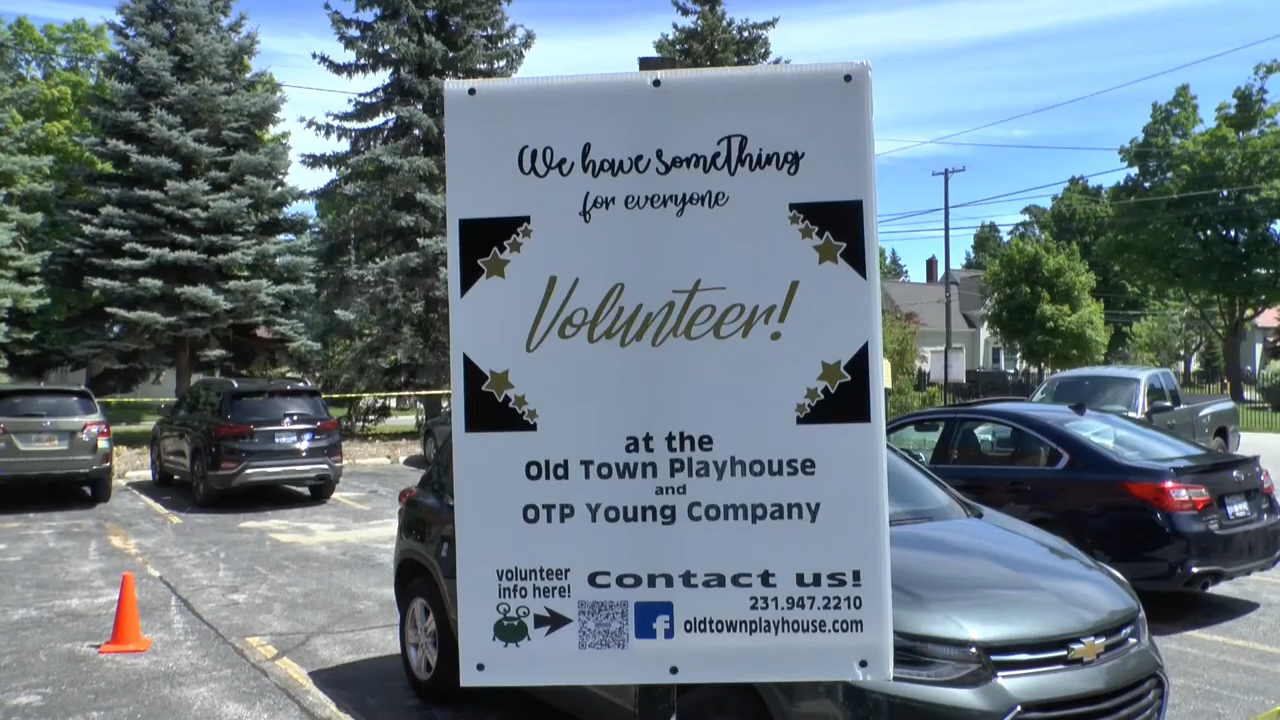 We have something
for everyone
Volunteer!
at the
Old Town Playhouse
and
OTP Young Company
volunteer
info here!
Contact us!
231.947.2210
oldtownplayhouse.com